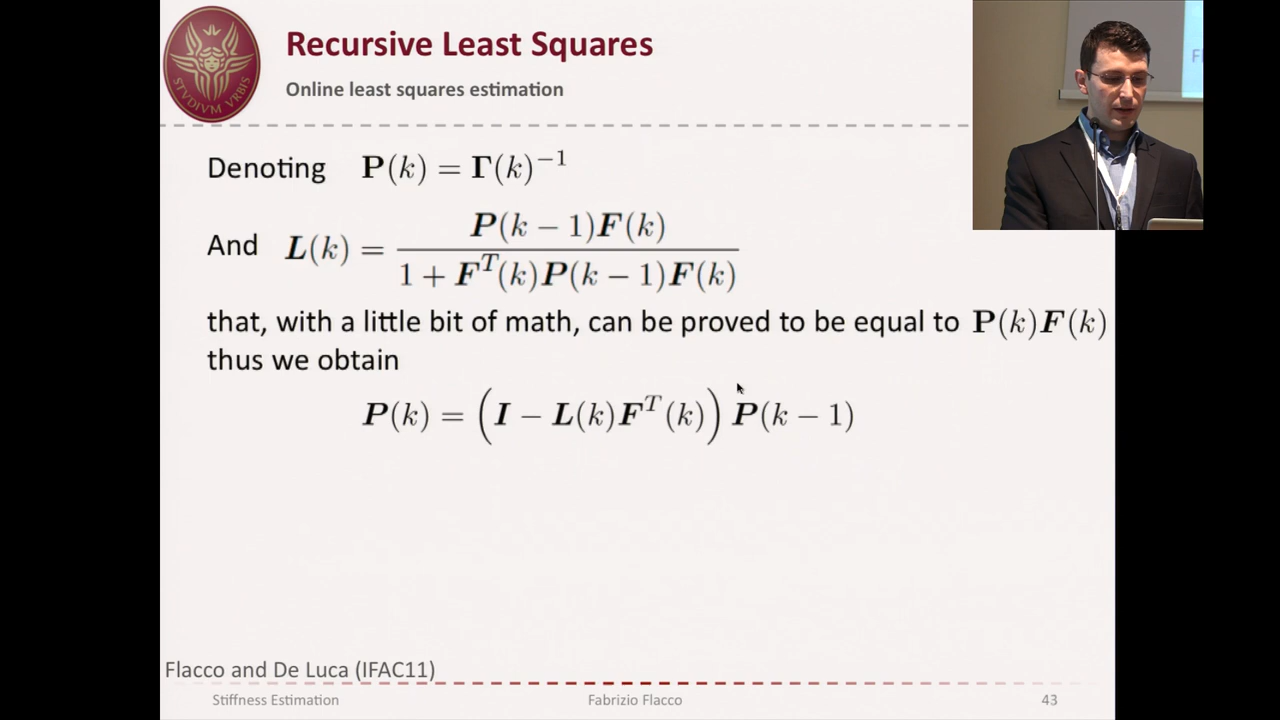 Recursive Least Squares
Online least squares estimation
STVDIVM VRBIS
Denoting P(k) = Γ(k)⁻¹
And L(k) = P(k − 1)F(k) / 1 + Fᵀ(k)P(k − 1)F(k)
that, with a little bit of math, can be proved to be equal to P(k)F(k)
thus we obtain
P(k) = (I − L(k)Fᵀ(k)) P(k − 1)
Flacco and De Luca (IFAC11)
Stiffness Estimation Fabrizio Flacco 43